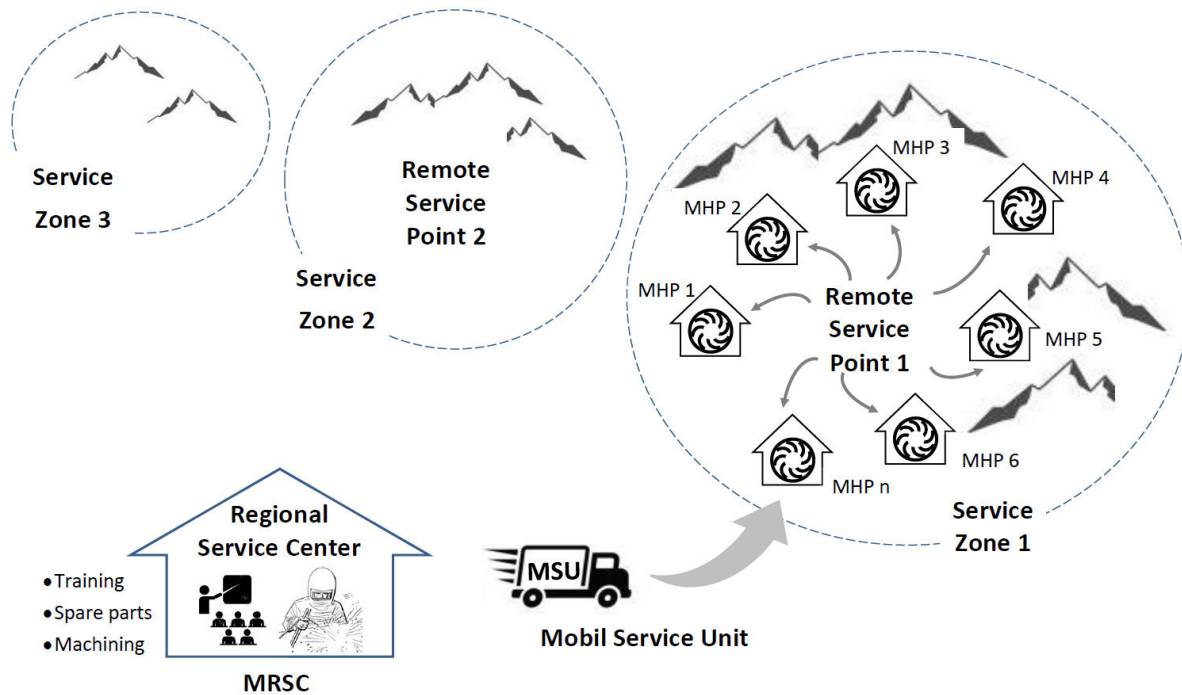 Service
Zone 3
Remote
Service
Point 2
Service
Zone 2
MHP 3
MHP 4
MHP 2
MHP 1
Remote
Service
Point 1
MHP 5
MHP 6
MHP n
Service
Zone 1
Regional
Service Center
•Training
•Spare parts
•Machining
MRSC
MSU
Mobil Service Unit